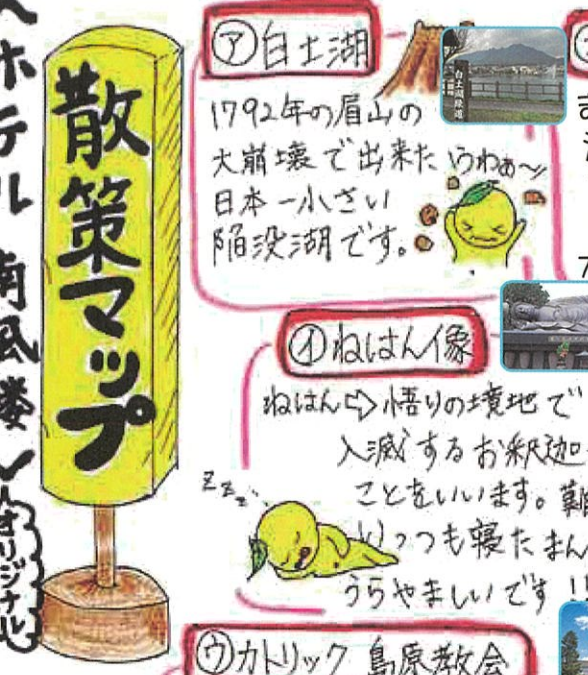 ホテル 南風楼
オリジナル
散策マップ
㋐白土湖
白土湖緑道
1792年の眉山の
大崩壊で出来た
日本一小さい
陥没湖です。
うわぁ〜
㋑ねはん像
ねはん⇨悟りの境地で
入滅するお釈迦
ことをいいます。朝
いっつも寝たまん
うらやましいです!!
zzz
㋒カトリック島原教会